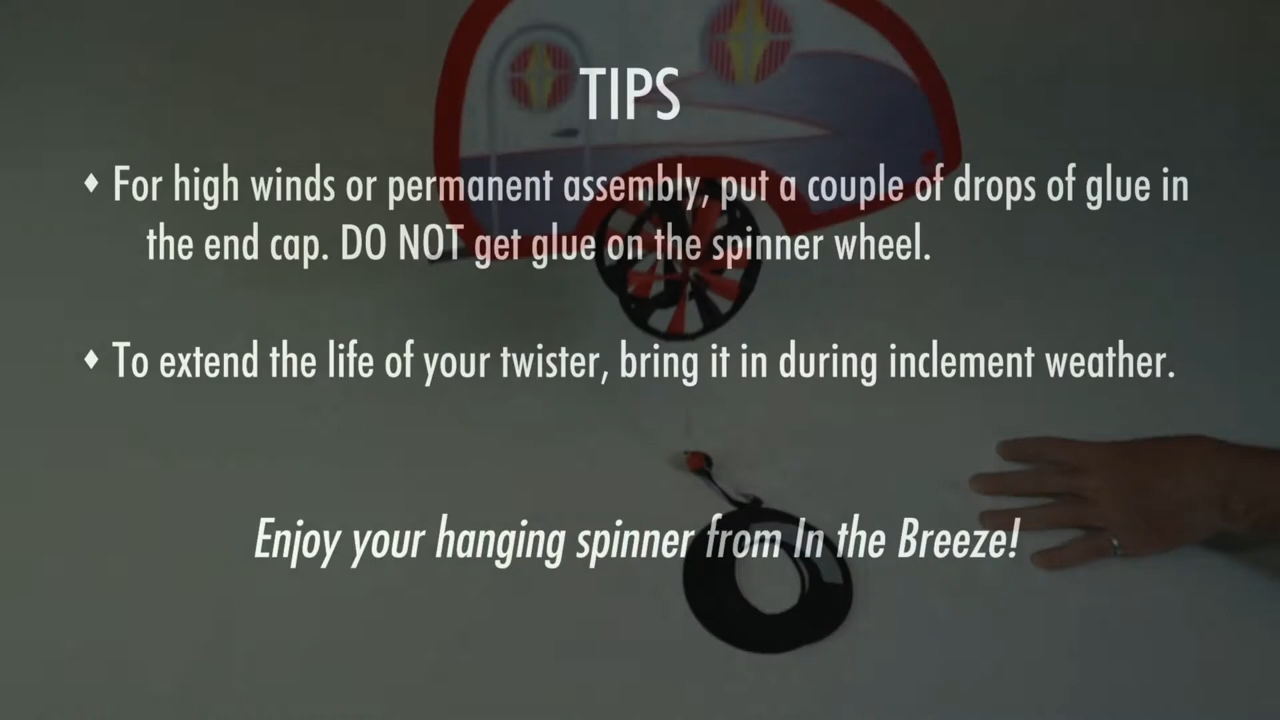 TIPS
♦ For high winds or permanent assembly, put a couple of drops of glue in
the end cap. DO NOT get glue on the spinner wheel.
♦ To extend the life of your twister, bring it in during inclement weather.
Enjoy your hanging spinner from In the Breeze!